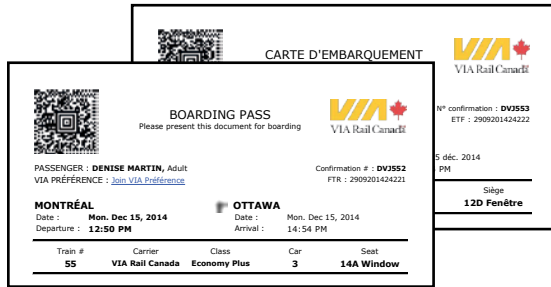 CARTE D'EMBARQUEMENT
VIA Rail Canada
N° confirmation : DVJ553
ETF : 2909201424222
5 déc. 2014
PM
Siège
12D Fenêtre
BOARDING PASS
Please present this document for boarding
VIA Rail Canada
PASSENGER : DENISE MARTIN, Adult
Confirmation # : DVJ552
VIA PRÉFÉRENCE : Join VIA Préférence
FTR : 2909201424221
MONTRÉAL OTTAWA
Date : Mon. Dec 15, 2014 Date : Mon. Dec 15, 2014
Departure : 12:50 PM Arrival : 14:54 PM
Train # Carrier Class Car Seat
55 VIA Rail Canada Economy Plus 3 14A Window